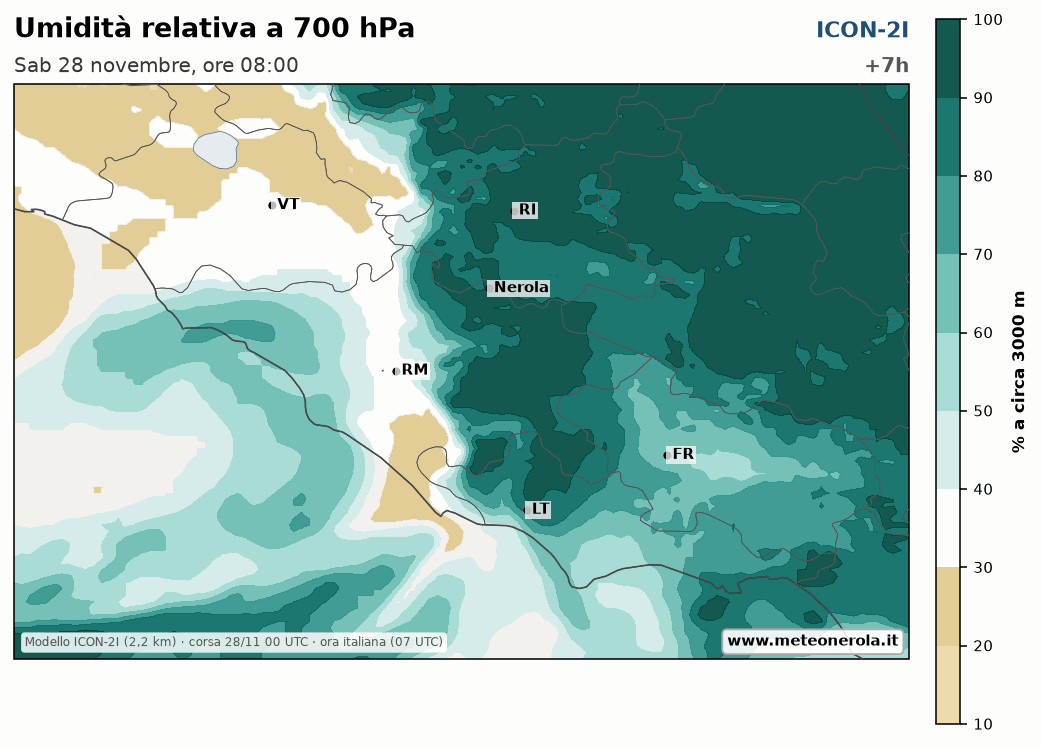 Umidità relativa a 700 hPa
ICON-2I
Sab 28 novembre, ore 08:00
+7h
VT
RI
Nerola
RM
FR
LT
Modello ICON-2I (2,2 km) · corsa 28/11 00 UTC · ora italiana (07 UTC)
www.meteonerola.it
100
90
80
70
60
50
40
30
20
10
% a circa 3000 m